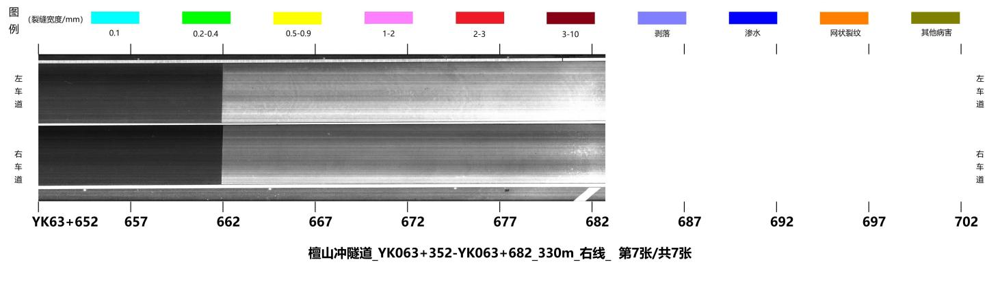 图例
(裂缝宽度/mm)
0.1 0.2-0.4 0.5-0.9 1-2 2-3 3-10 剥落 渗水 网状裂纹 其他病害
左车道 左车道
右车道 右车道
YK63+652 657 662 667 672 677 682 687 692 697 702
檀山冲隧道_YK063+352-YK063+682_330m_右线_ 第7张/共7张